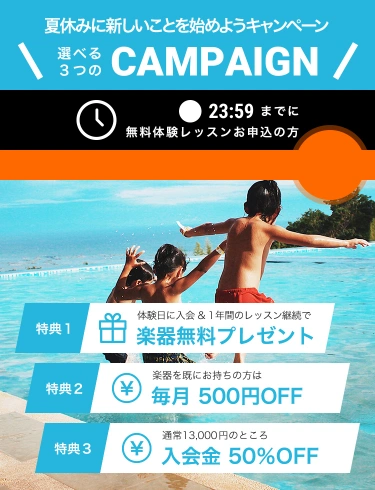 夏休みに新しいことを始めようキャンペーン
選べる
3つの
CAMPAIGN
23:59 までに
無料体験レッスンお申込の方
特典1
体験日に入会&1年間のレッスン継続で
楽器無料プレゼント
特典2
楽器を既にお持ちの方は
毎月 500円OFF
特典3
通常13,000円のところ
入会金 50%OFF